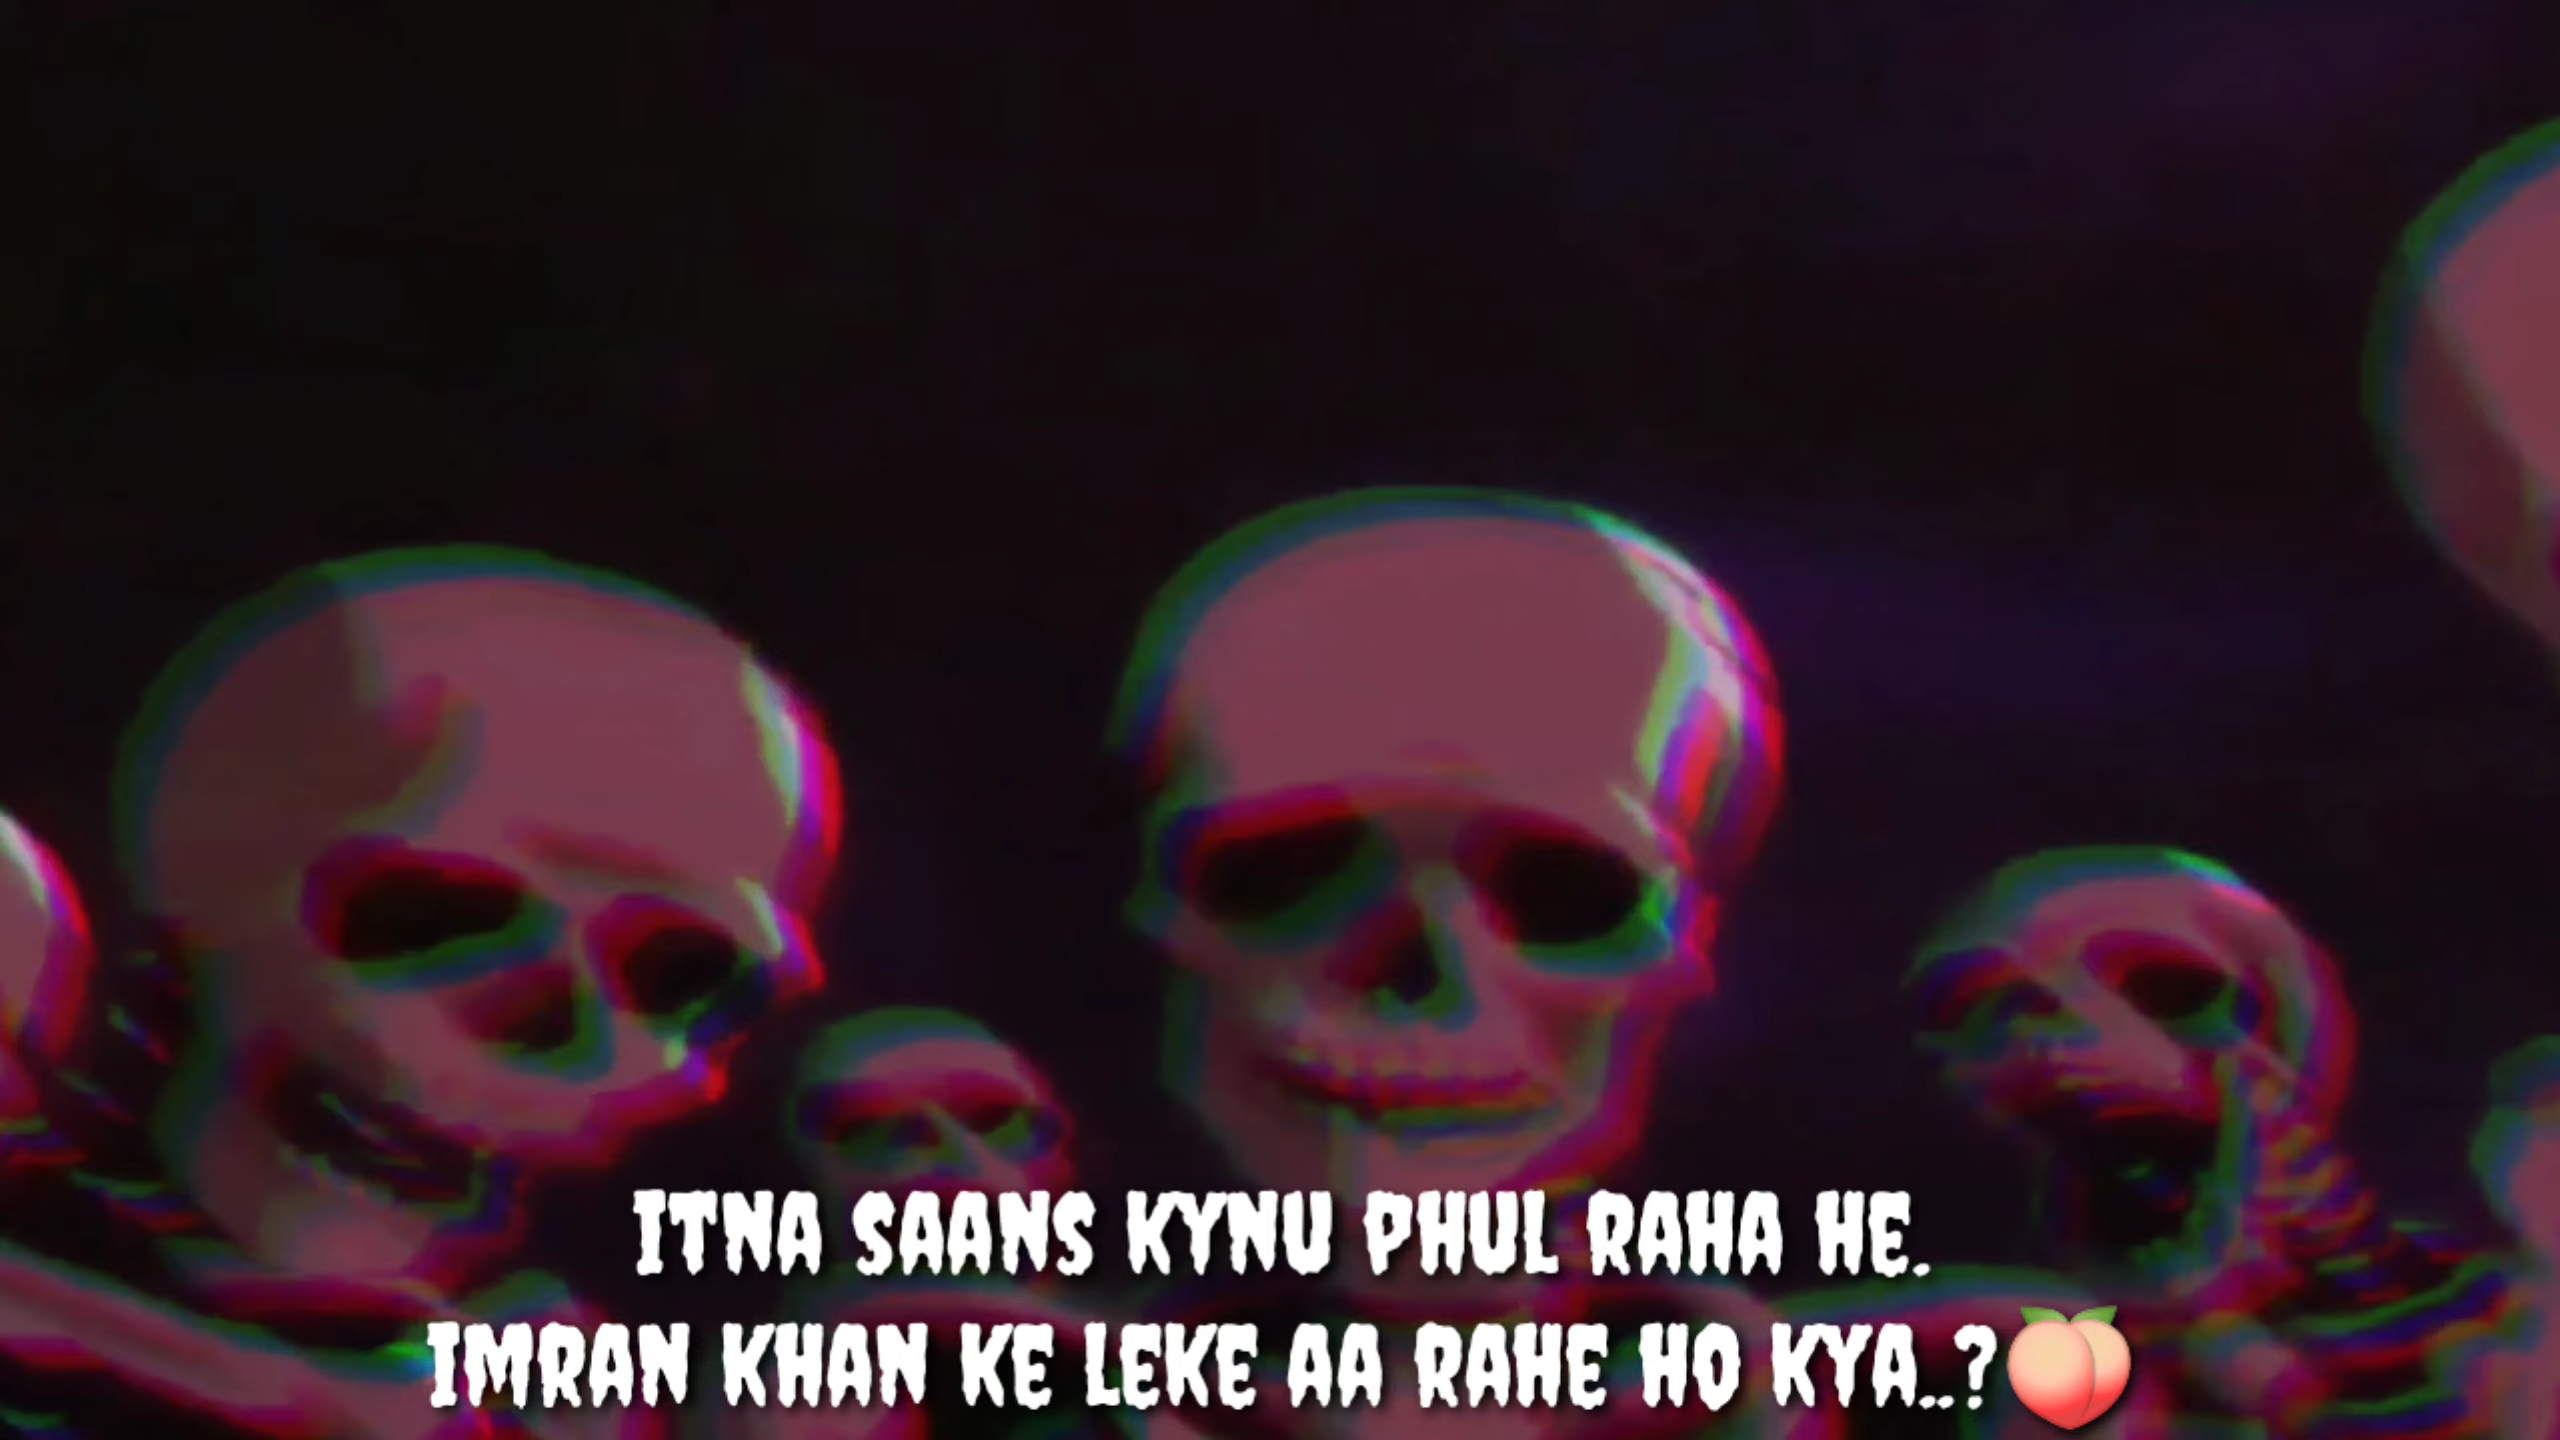 ITNA SAANS KYNU PHUL RAHA HE.
IMRAN KHAN KE LEKE AA RAHE HO KYA..?🍑